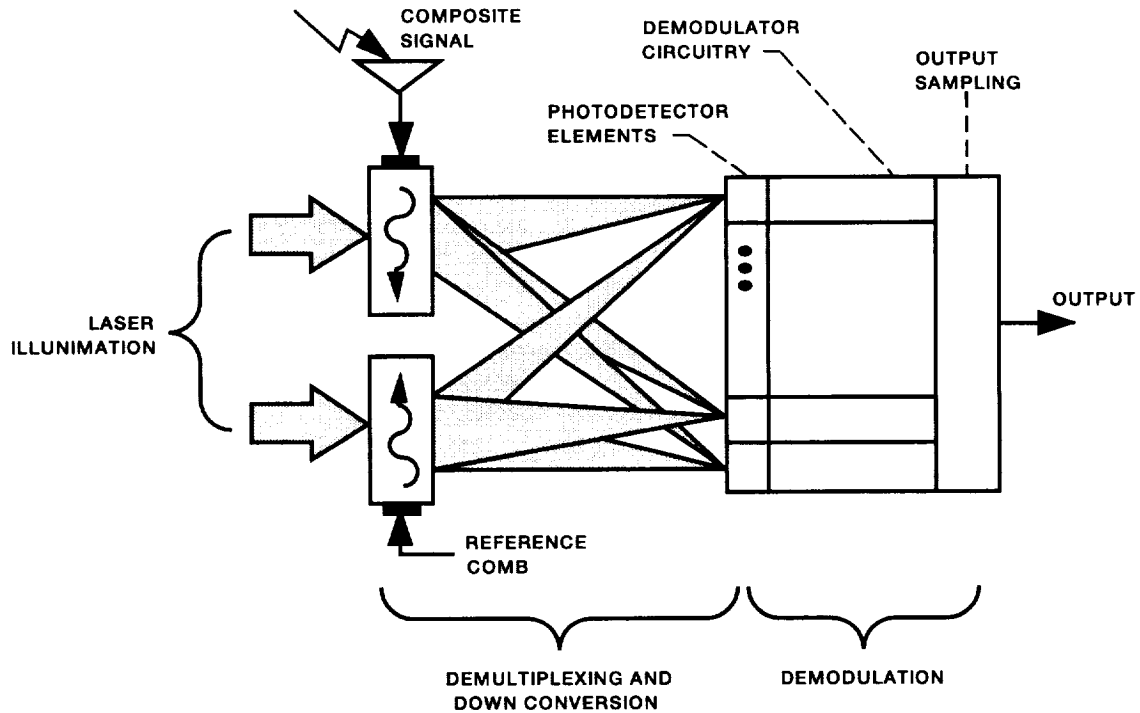 COMPOSITE
SIGNAL
DEMODULATOR
CIRCUITRY
OUTPUT
SAMPLING
PHOTODETECTOR
ELEMENTS
LASER
ILLUNIMATION
OUTPUT
REFERENCE
COMB
DEMULTIPLEXING AND
DOWN CONVERSION
DEMODULATION